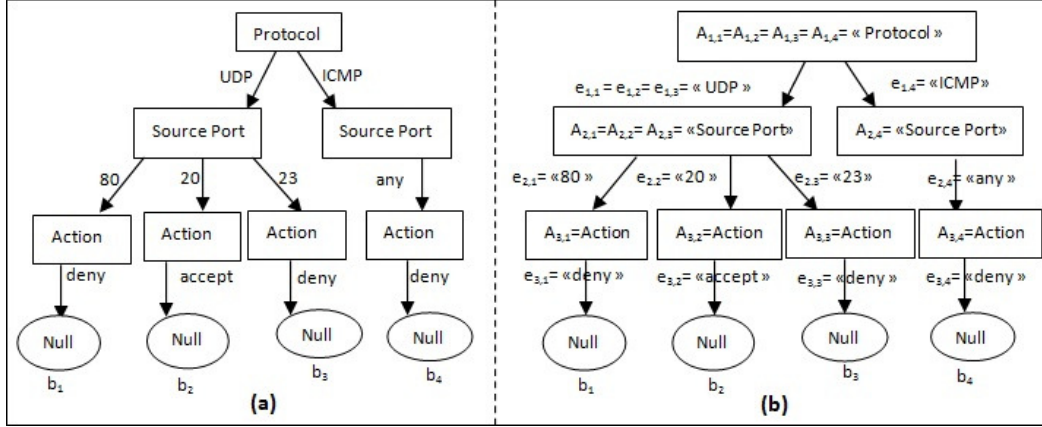 Protocol
UDP
ICMP
Source Port
Source Port
80
20
23
any
Action
Action
Action
Action
deny
accept
deny
deny
Null
Null
Null
Null
b₁
b₂
b₃
b₄
(a)
A₁,₁=A₁,₂= A₁,₃= A₁,₄= « Protocol »
e₁,₁ = e₁,₂= e₁,₃= « UDP »
e₁.₄= «ICMP»
A₂,₁=A₂,₂= A₂,₃= «Source Port»
A₂,₄= «Source Port»
e₂,₁= «80 »
e₂.₂= «20 »
e₂.₃= «23»
e₂,₄= «any »
A₃,₁=Action
A₃,₂=Action
A₃,₃=Action
A₃,₄=Action
e₃,₁= «deny »
e₃,₂= «accept »
e₃,₃= «deny »
e₃,₄= «deny »
Null
Null
Null
Null
b₁
b₂
b₃
b₄
(b)